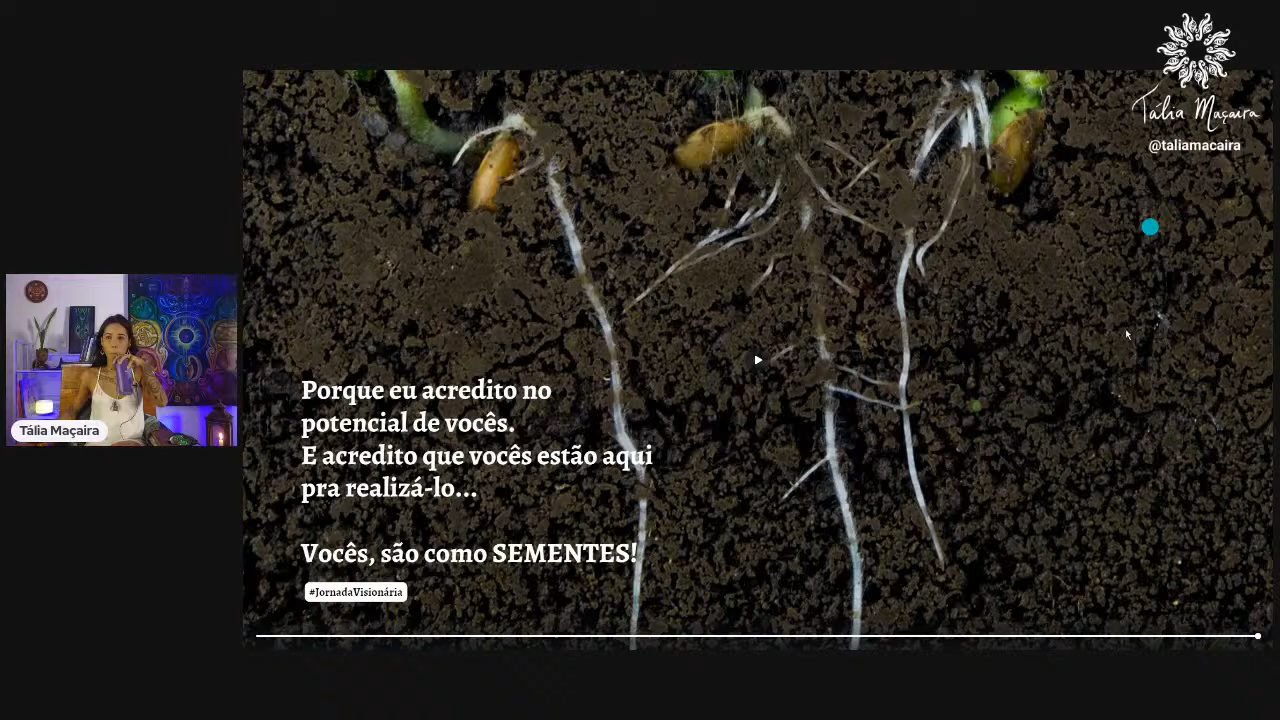 Tália Maçaira
@taliamacaira
Porque eu acredito no
potencial de vocês.
E acredito que vocês estão aqui
pra realizá-lo...
Vocês, são como SEMENTES!
#JornadaVisionária
Tália Maçaira